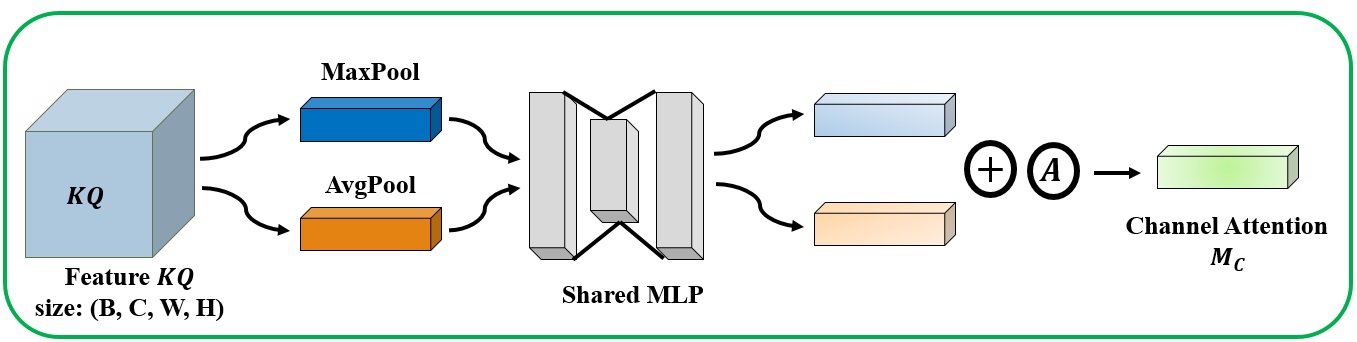 MaxPool
KQ
AvgPool
+
A
Feature KQ
size: (B, C, W, H)
Shared MLP
Channel Attention
M_C